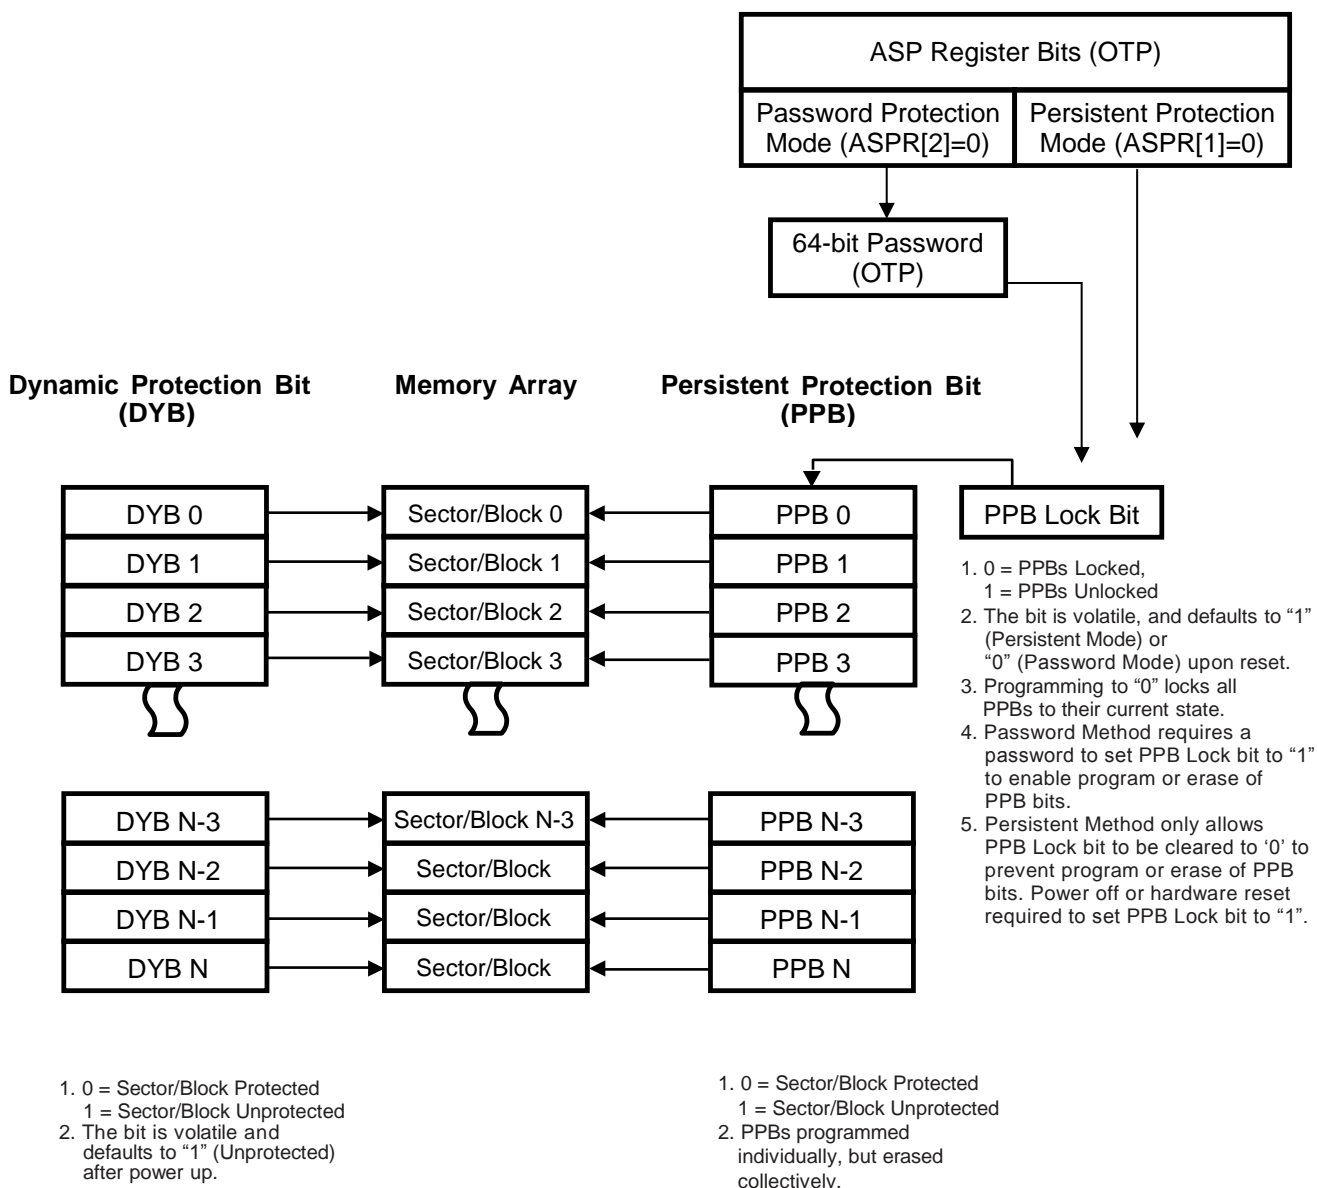 ASP Register Bits (OTP)
Password Protection
Mode (ASPR[2]=0)
Persistent Protection
Mode (ASPR[1]=0)
64-bit Password
(OTP)
Dynamic Protection Bit
(DYB)
Memory Array
Persistent Protection Bit
(PPB)
DYB 0
Sector/Block 0
PPB 0
PPB Lock Bit
DYB 1
Sector/Block 1
PPB 1
DYB 2
Sector/Block 2
PPB 2
DYB 3
Sector/Block 3
PPB 3
1. 0 = PPBs Locked,
1 = PPBs Unlocked
2. The bit is volatile, and defaults to “1”
(Persistent Mode) or
“0” (Password Mode) upon reset.
3. Programming to “0” locks all
PPBs to their current state.
4. Password Method requires a
password to set PPB Lock bit to “1”
to enable program or erase of
PPB bits.
5. Persistent Method only allows
PPB Lock bit to be cleared to ‘0’ to
prevent program or erase of PPB
bits. Power off or hardware reset
required to set PPB Lock bit to “1”.
DYB N-3
Sector/Block N-3
PPB N-3
DYB N-2
Sector/Block
PPB N-2
DYB N-1
Sector/Block
PPB N-1
DYB N
Sector/Block
PPB N
1. 0 = Sector/Block Protected
1 = Sector/Block Unprotected
2. The bit is volatile and
defaults to “1” (Unprotected)
after power up.
1. 0 = Sector/Block Protected
1 = Sector/Block Unprotected
2. PPBs programmed
individually, but erased
collectively.